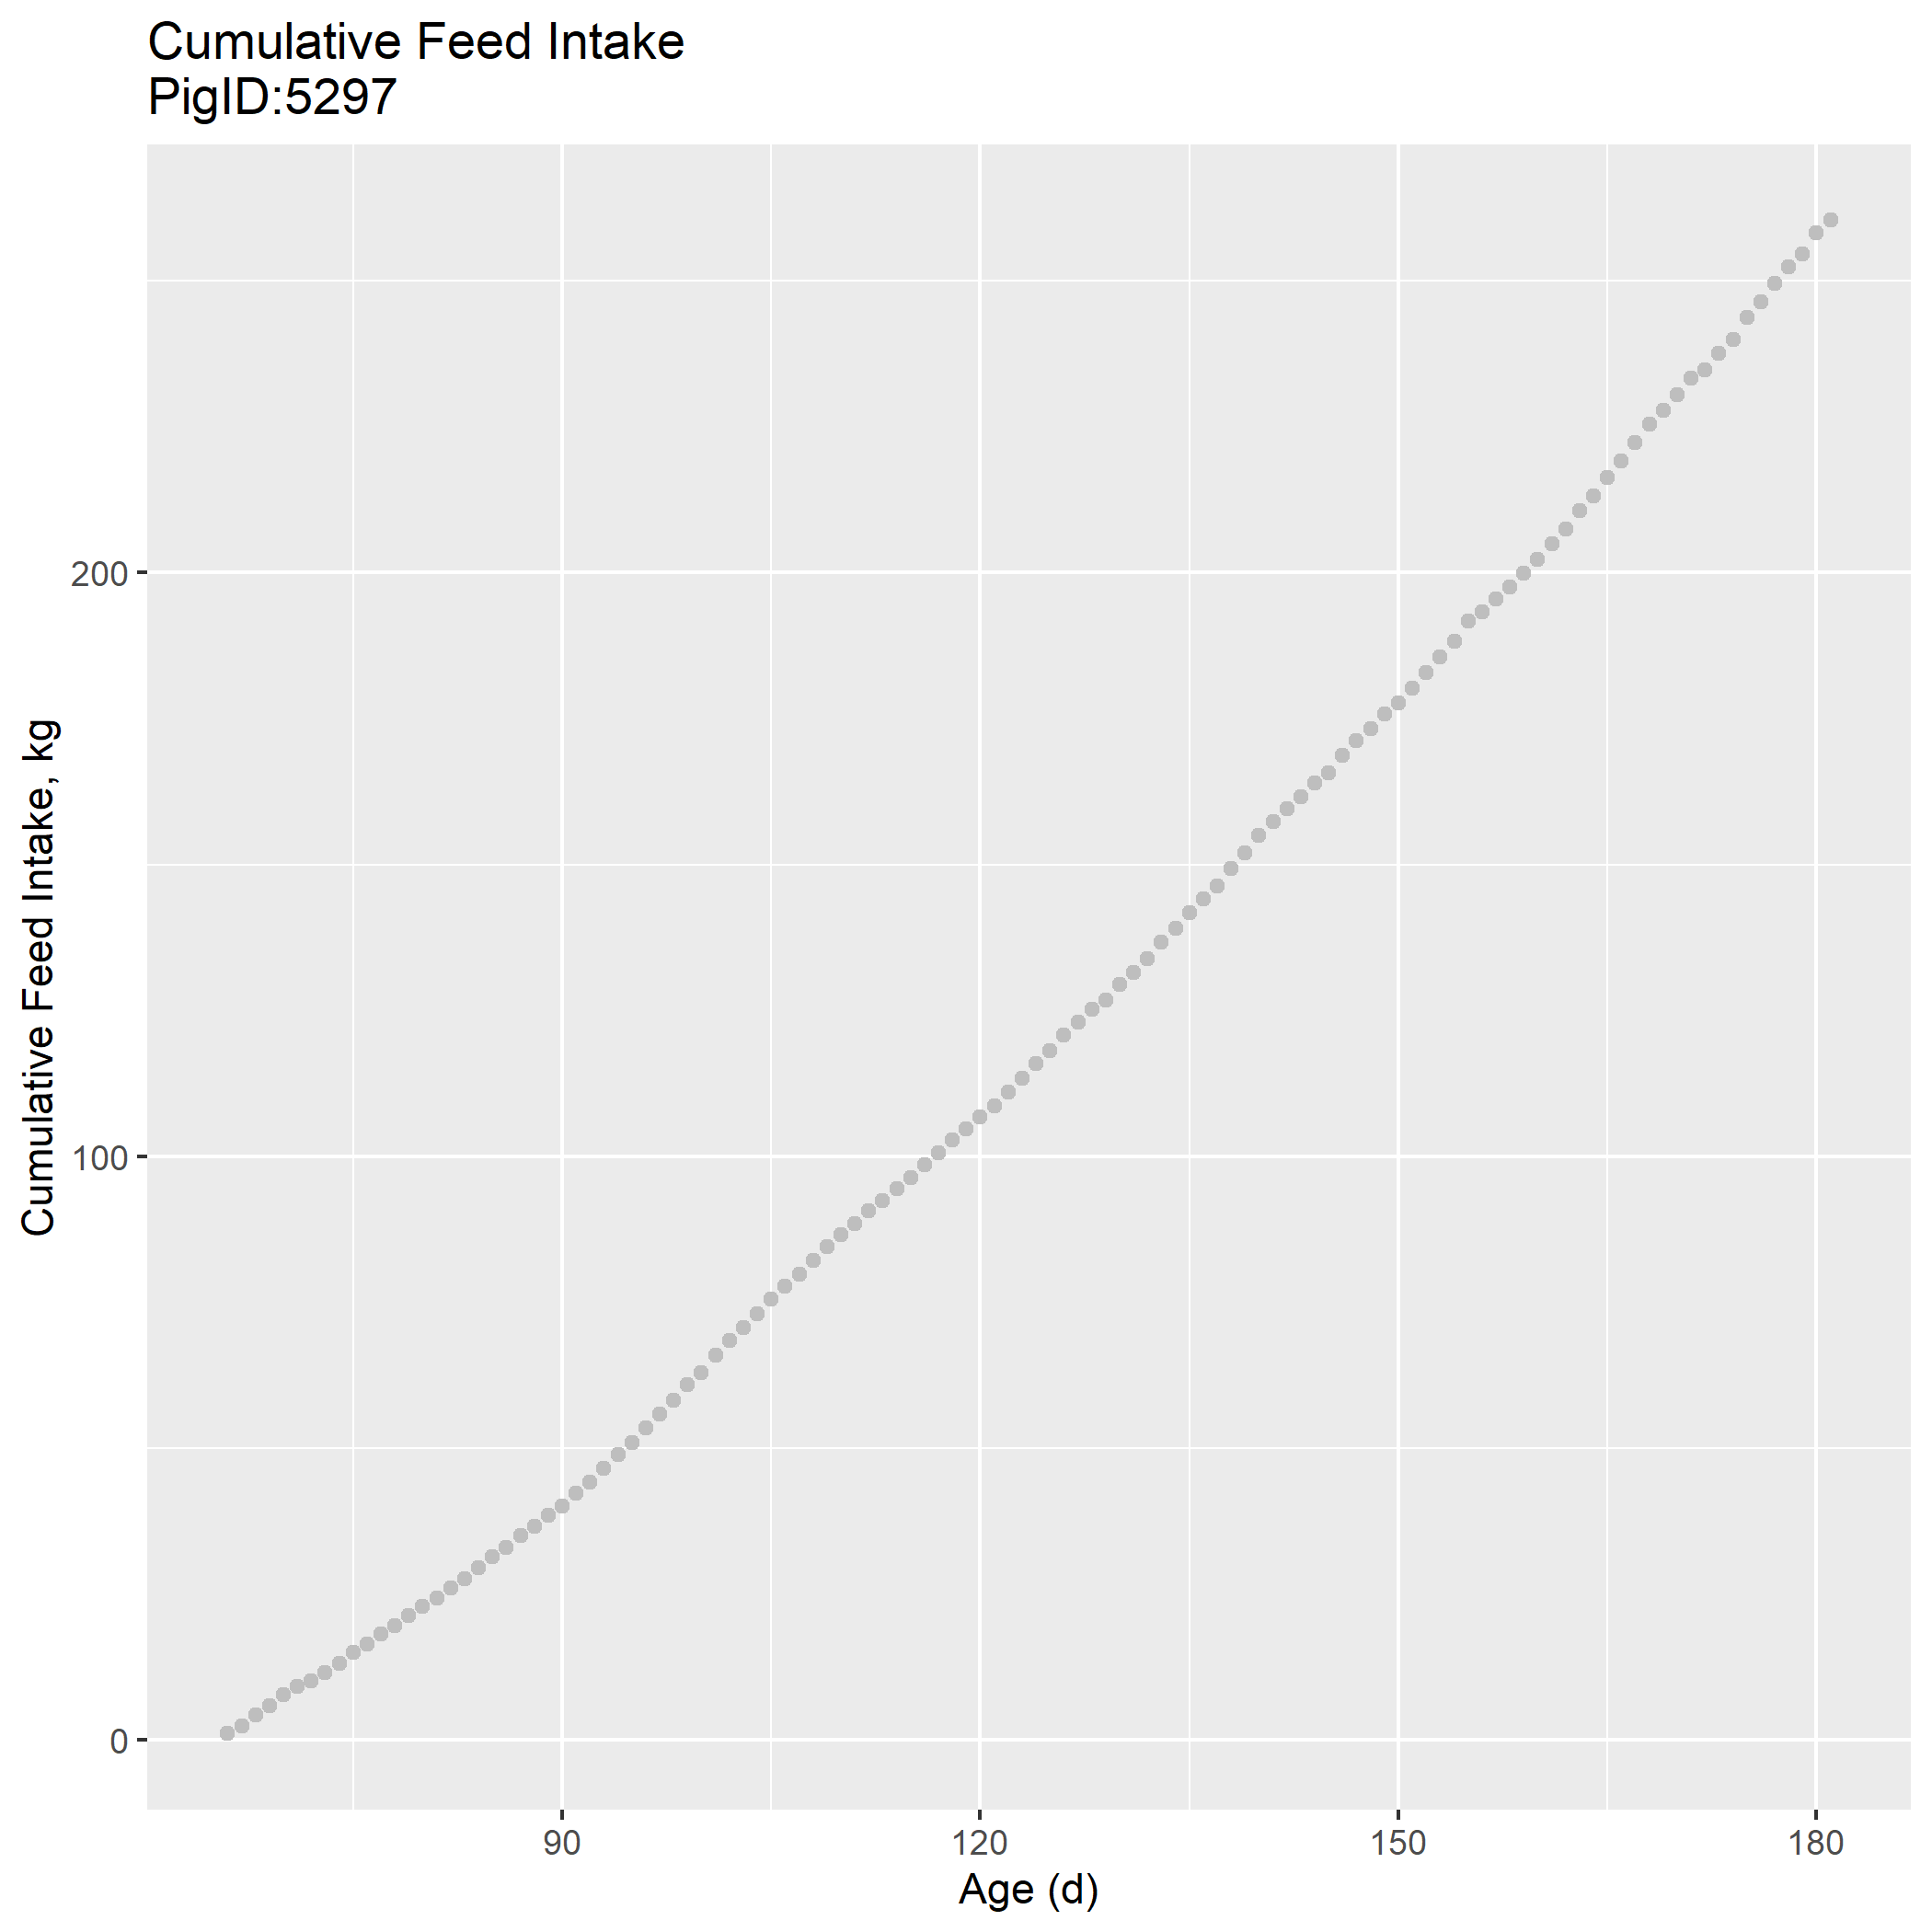 Cumulative Feed Intake
PigID:5297
Cumulative Feed Intake, kg
200
100
0
90
120
150
180
Age (d)